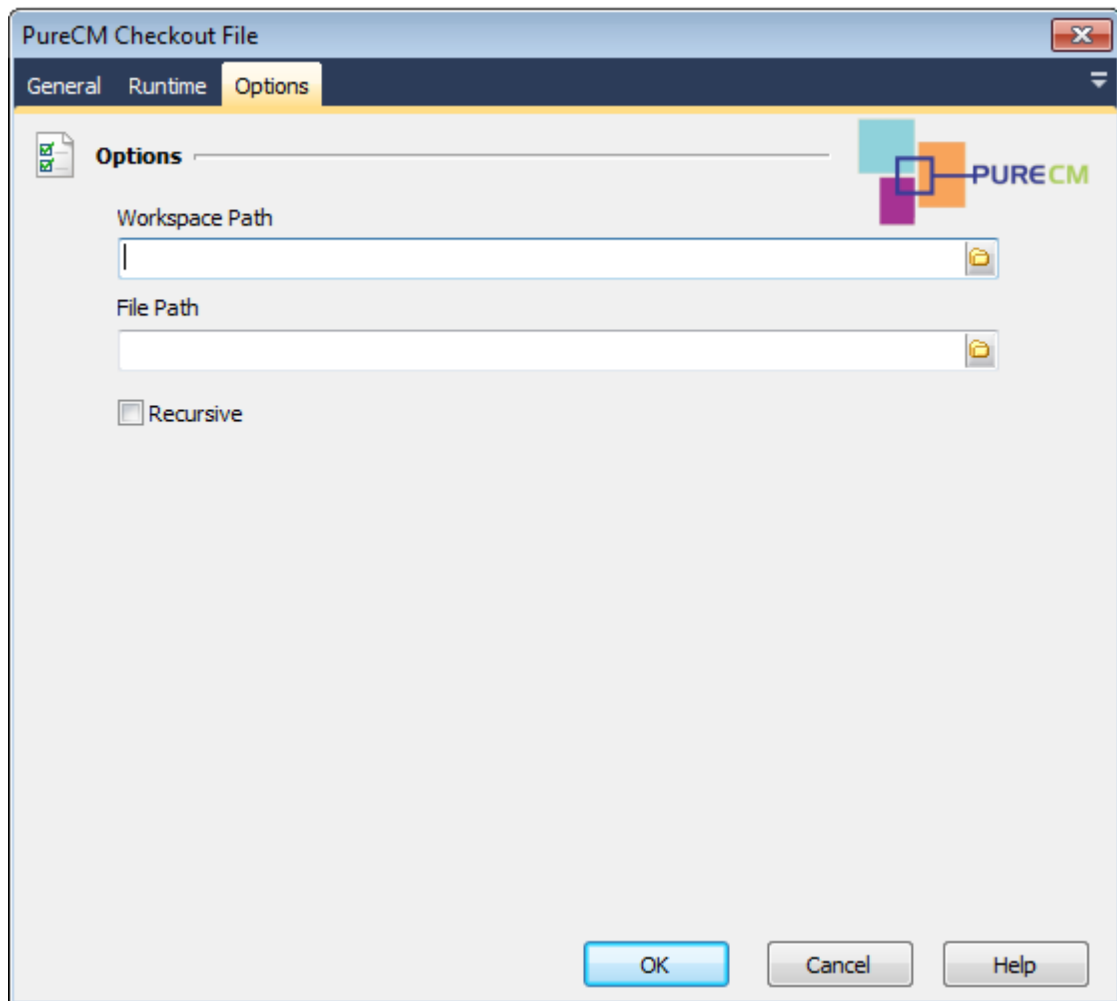 PureCM Checkout File
General Runtime Options
Options
PURECM
Workspace Path
File Path
Recursive
OK Cancel Help